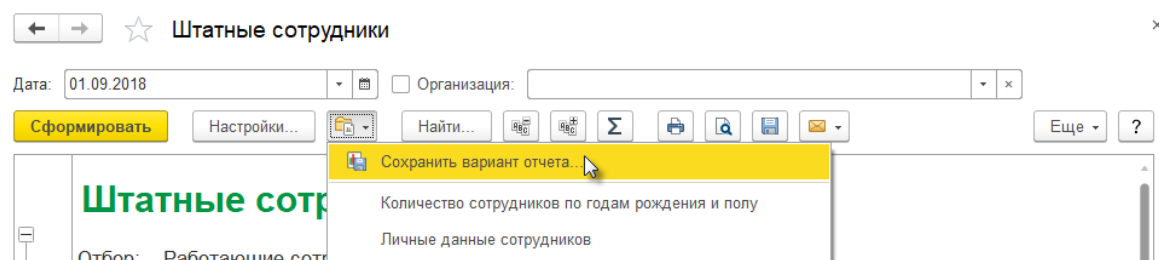 Штатные сотрудники
Дата: 01.09.2018 Организация:
Сформировать Настройки... Найти... Σ Еще ?
Сохранить вариант отчета...
Штатные сотр
Количество сотрудников по годам рождения и полу
Личные данные сотрудников
Отбор: Работающие сотр